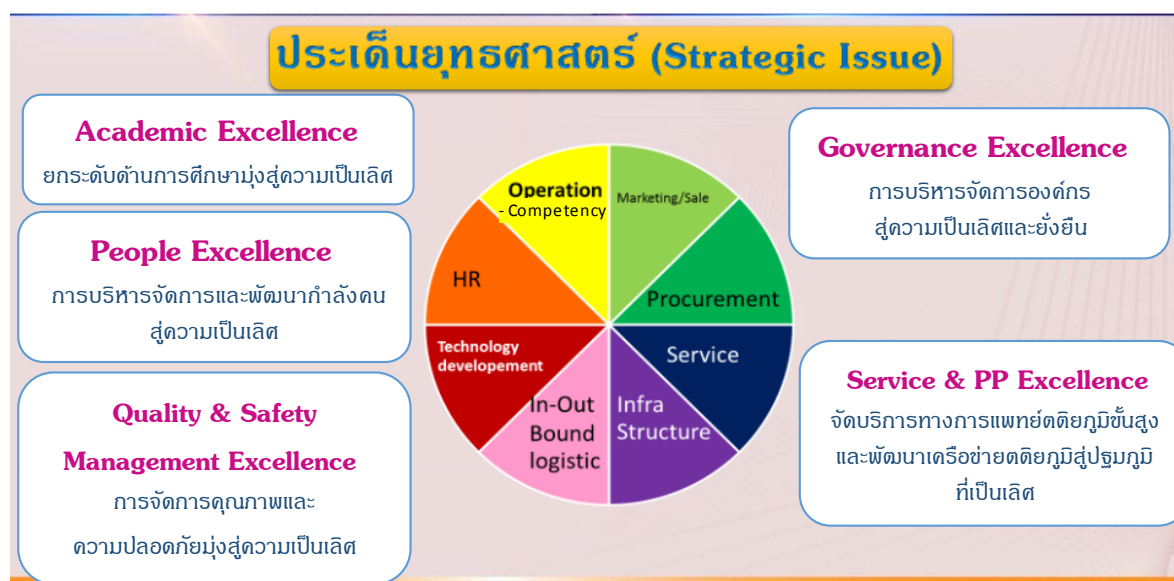 ประเด็นยุทธศาสตร์ (Strategic Issue)
Academic Excellence
ยกระดับด้านการศึกษามุ่งสู่ความเป็นเลิศ
People Excellence
การบริหารจัดการและพัฒนากำลังคน
สู่ความเป็นเลิศ
Quality & Safety
Management Excellence
การจัดการคุณภาพและ
ความปลอดภัยมุ่งสู่ความเป็นเลิศ
Operation
- Competency
Marketing/Sale
HR
Procurement
Technology
developement
Service
In-Out
Bound
logistic
Infra
Structure
Governance Excellence
การบริหารจัดการองค์กร
สู่ความเป็นเลิศและยั่งยืน
Service & PP Excellence
จัดบริการทางการแพทย์ตติยภูมิขั้นสูง
และพัฒนาเครือข่ายตติยภูมิสู่ปฐมภูมิ
ที่เป็นเลิศ